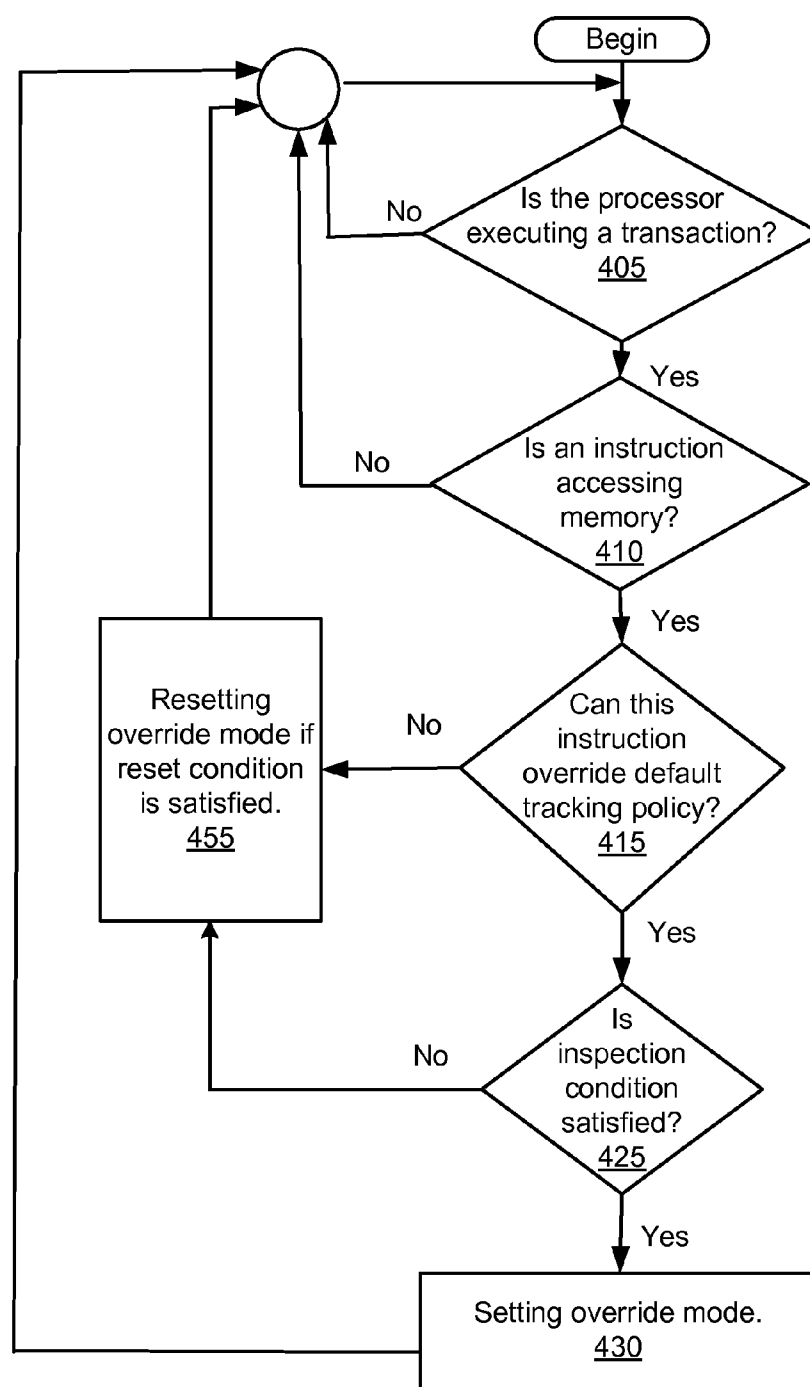 Begin
Is the processor
executing a transaction?
405
No
Yes
Is an instruction
accessing
memory?
410
No
Yes
Can this
instruction
override default
tracking policy?
415
No
Resetting
override mode if
reset condition
is satisfied.
455
Yes
Is
inspection
condition
satisfied?
425
No
Yes
Setting override mode.
430